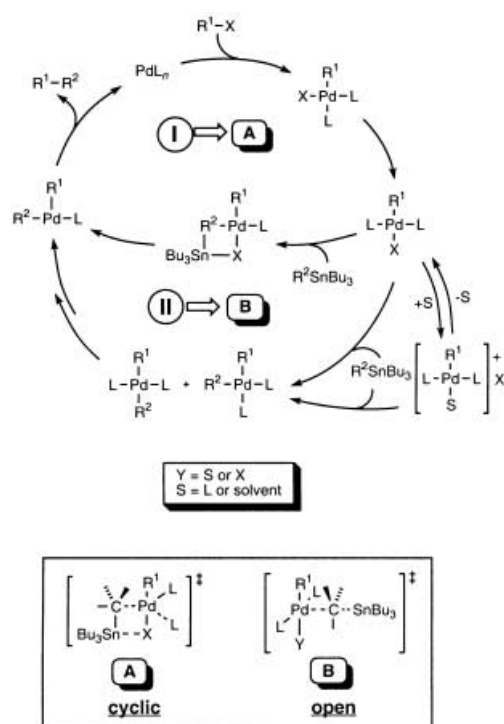 R¹–X
R¹–R²
PdLₙ
R¹
X-Pd-L
L
I
A
R¹
R²-Pd-L
R¹
R²-Pd-L
Bu₃Sn—X
R¹
L-Pd-L
X
R²SnBu₃
II
B
+S
-S
R¹
L-Pd-L
R²
+
R¹
R²-Pd-L
L
R²SnBu₃
R¹
L-Pd-L
S
+
X
Y = S or X
S = L or solvent
R¹
L
C
Pd
L
Bu₃Sn
X
‡
A
cyclic
R¹
L
Pd
C
SnBu₃
L
Y
‡
B
open